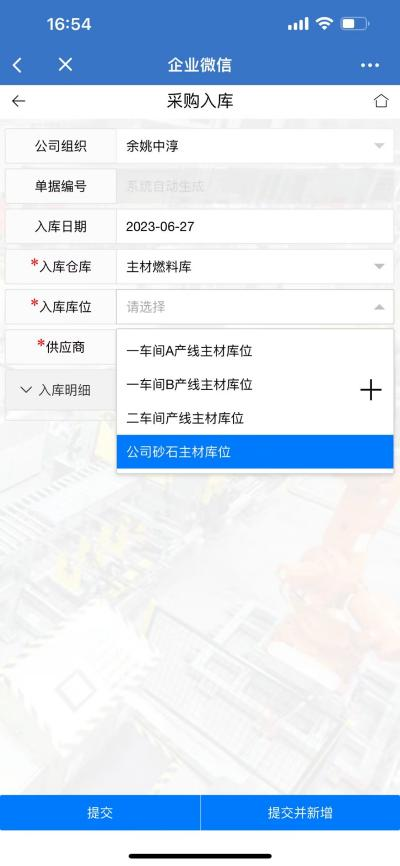 16:54
企业微信
采购入库
公司组织 余姚中淳
单据编号 系统自动生成
入库日期 2023-06-27
*入库仓库 主材燃料库
*入库库位 请选择
*供应商
一车间A产线主材库位
一车间B产线主材库位
入库明细
二车间产线主材库位
公司砂石主材库位
提交 提交并新增